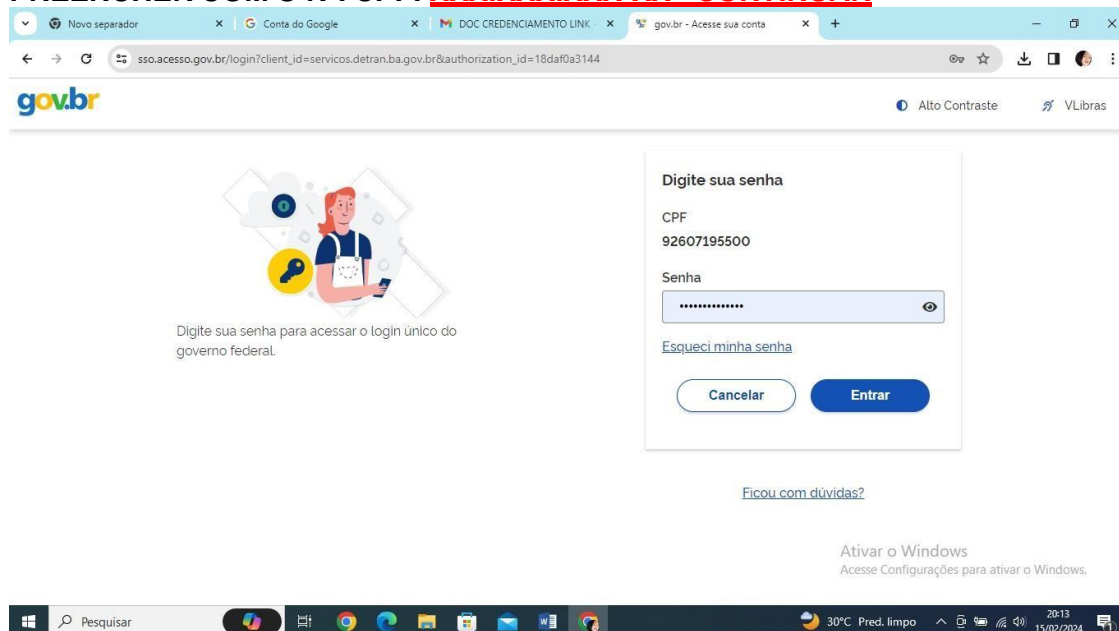 Novo separador
Conta do Google
DOC CREDENCIAMENTO LINK -
gov.br - Acesse sua conta
sso.acesso.gov.br/login?client_id=servicos.detran.ba.gov.br&authorization_id=18daf0a3144
gov.br
Alto Contraste
VLibras
Digite sua senha
CPF
92607195500
Senha
••••••••••••••
Digite sua senha para acessar o login único do
governo federal.
Esqueci minha senha
Cancelar
Entrar
Ficou com dúvidas?
Ativar o Windows
Acesse Configurações para ativar o Windows.
Pesquisar
30°C Pred. limpo
20:13
15/02/2024